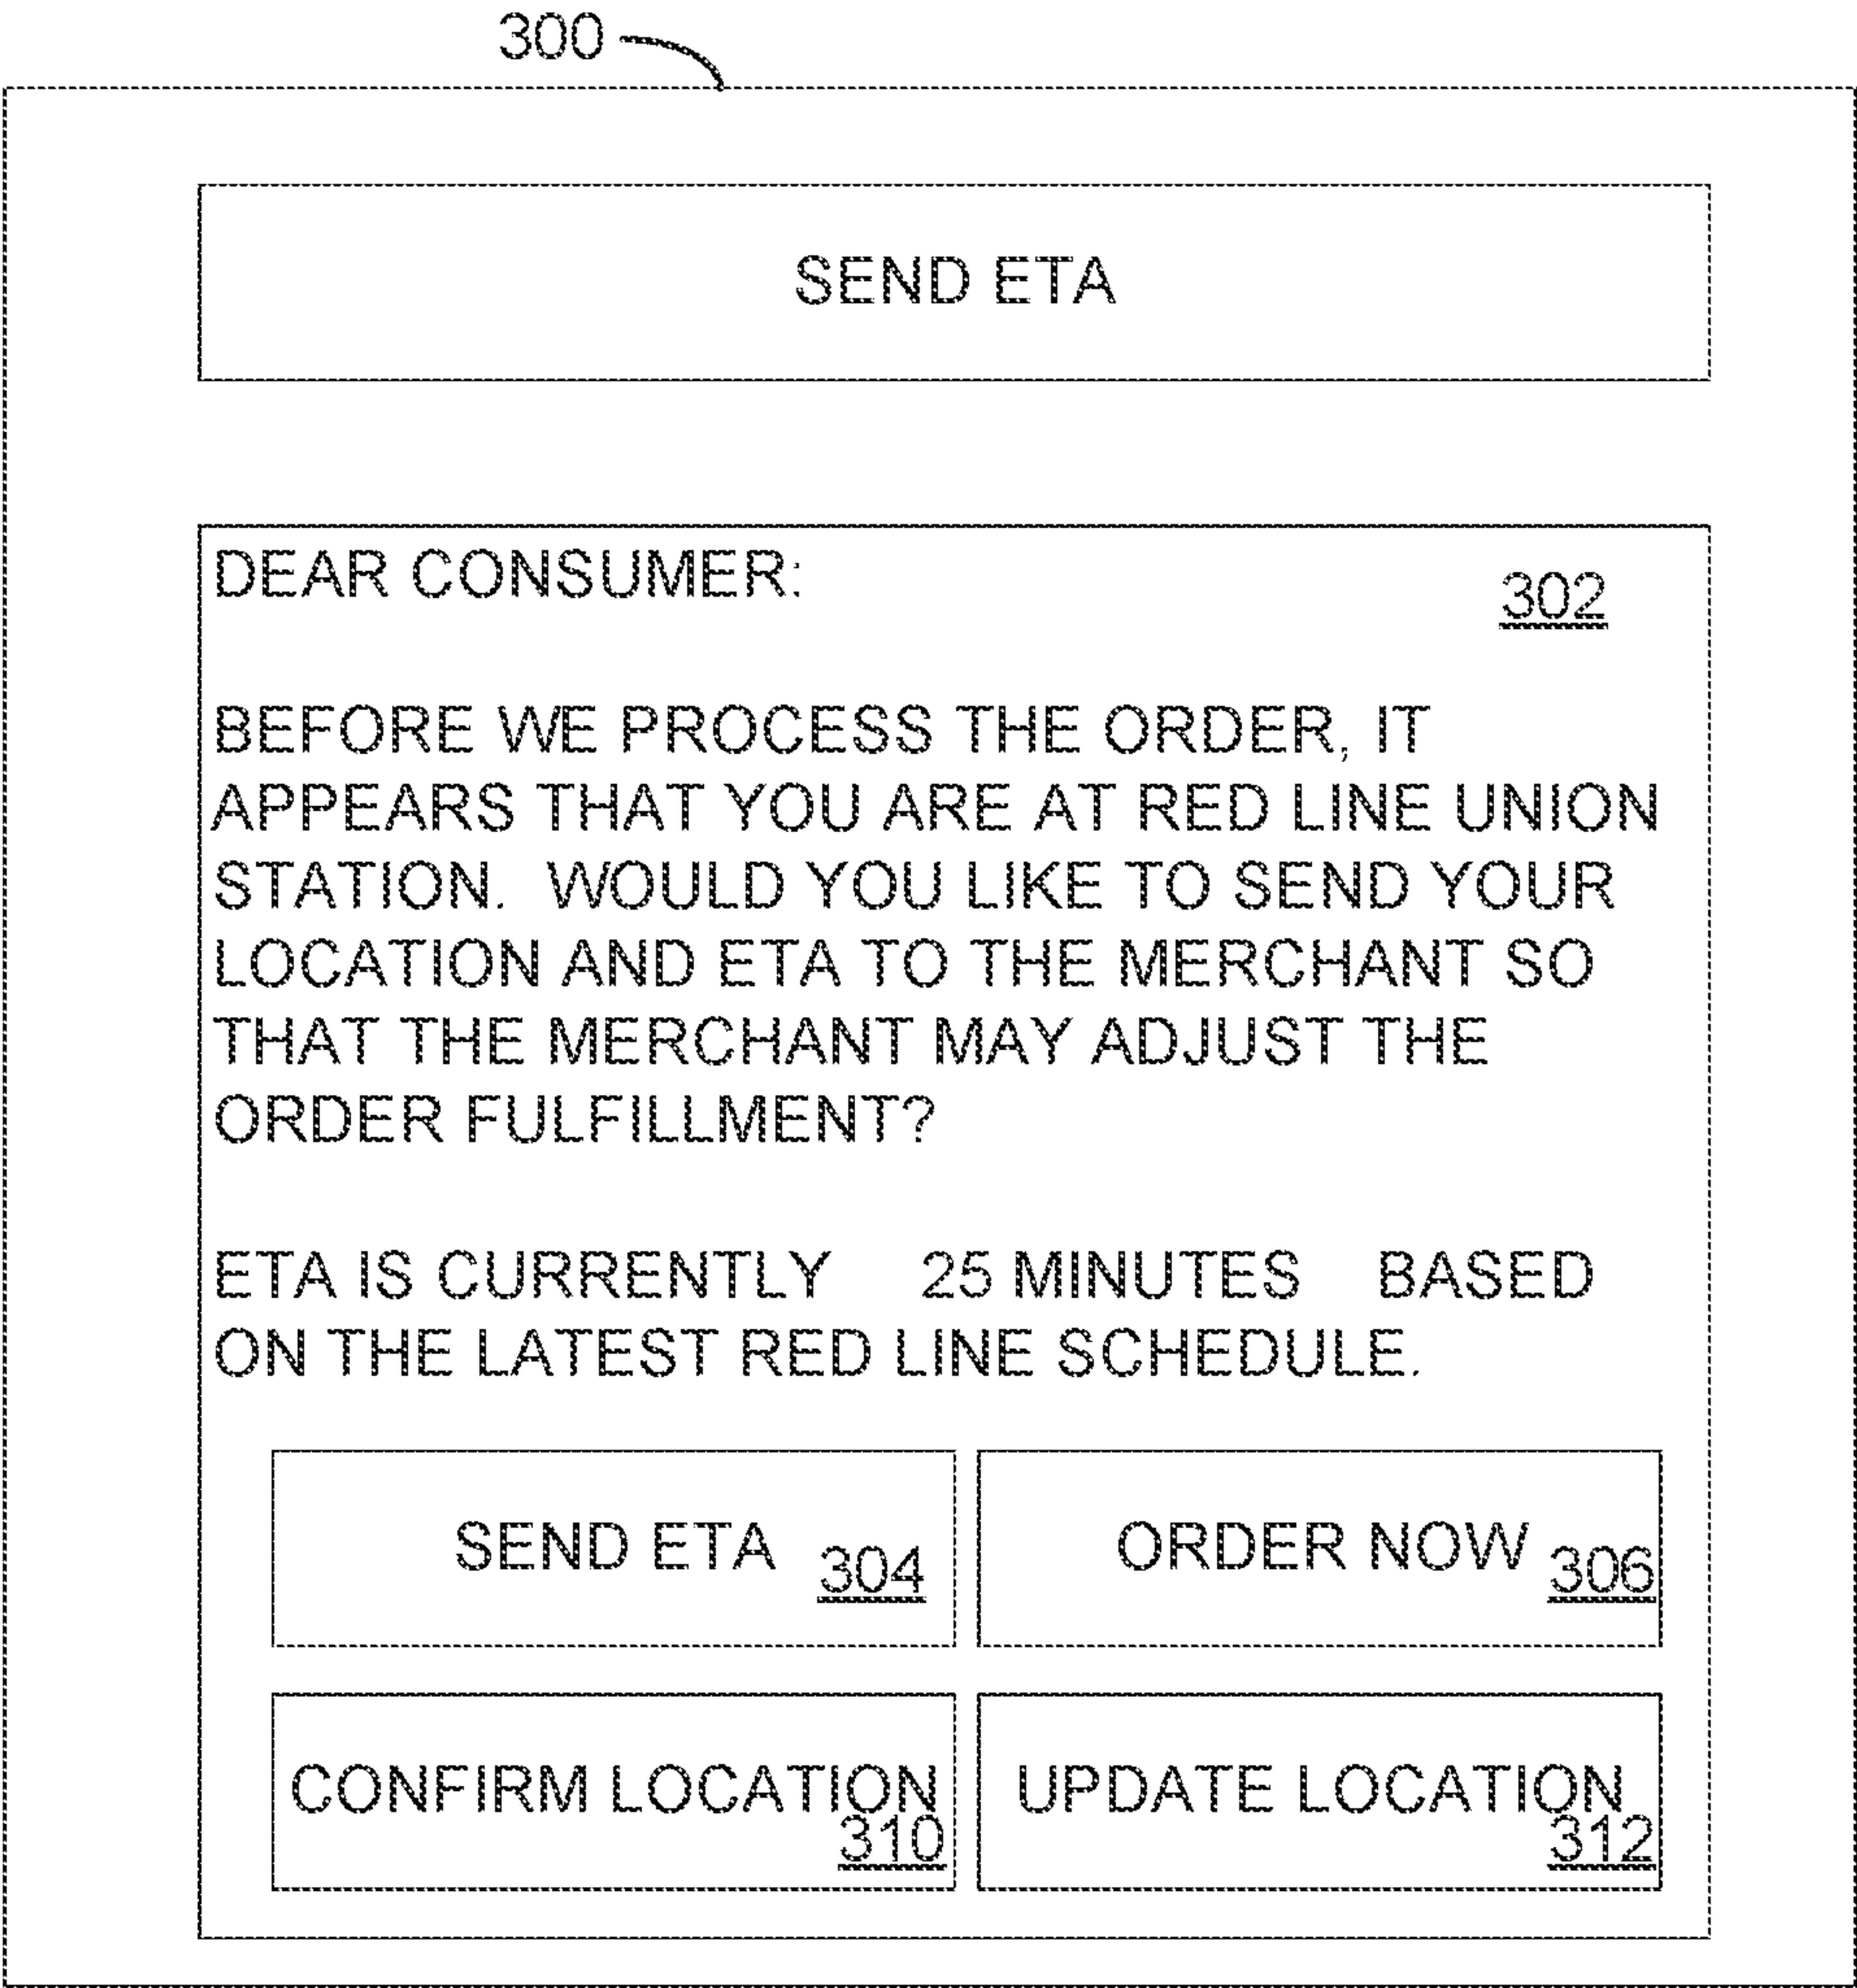 300
SEND ETA
DEAR CONSUMER:
302
BEFORE WE PROCESS THE ORDER, IT
APPEARS THAT YOU ARE AT RED LINE UNION
STATION. WOULD YOU LIKE TO SEND YOUR
LOCATION AND ETA TO THE MERCHANT SO
THAT THE MERCHANT MAY ADJUST THE
ORDER FULFILLMENT?
ETA IS CURRENTLY 25 MINUTES BASED
ON THE LATEST RED LINE SCHEDULE.
SEND ETA 304
ORDER NOW 306
CONFIRM LOCATION
310
UPDATE LOCATION
312